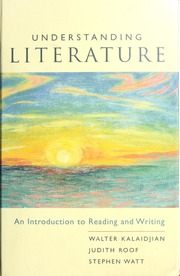 UNDERSTANDING
LITERATURE
An Introduction to Reading and Writing
WALTER KALAIDJIAN
JUDITH ROOF
STEPHEN WATT